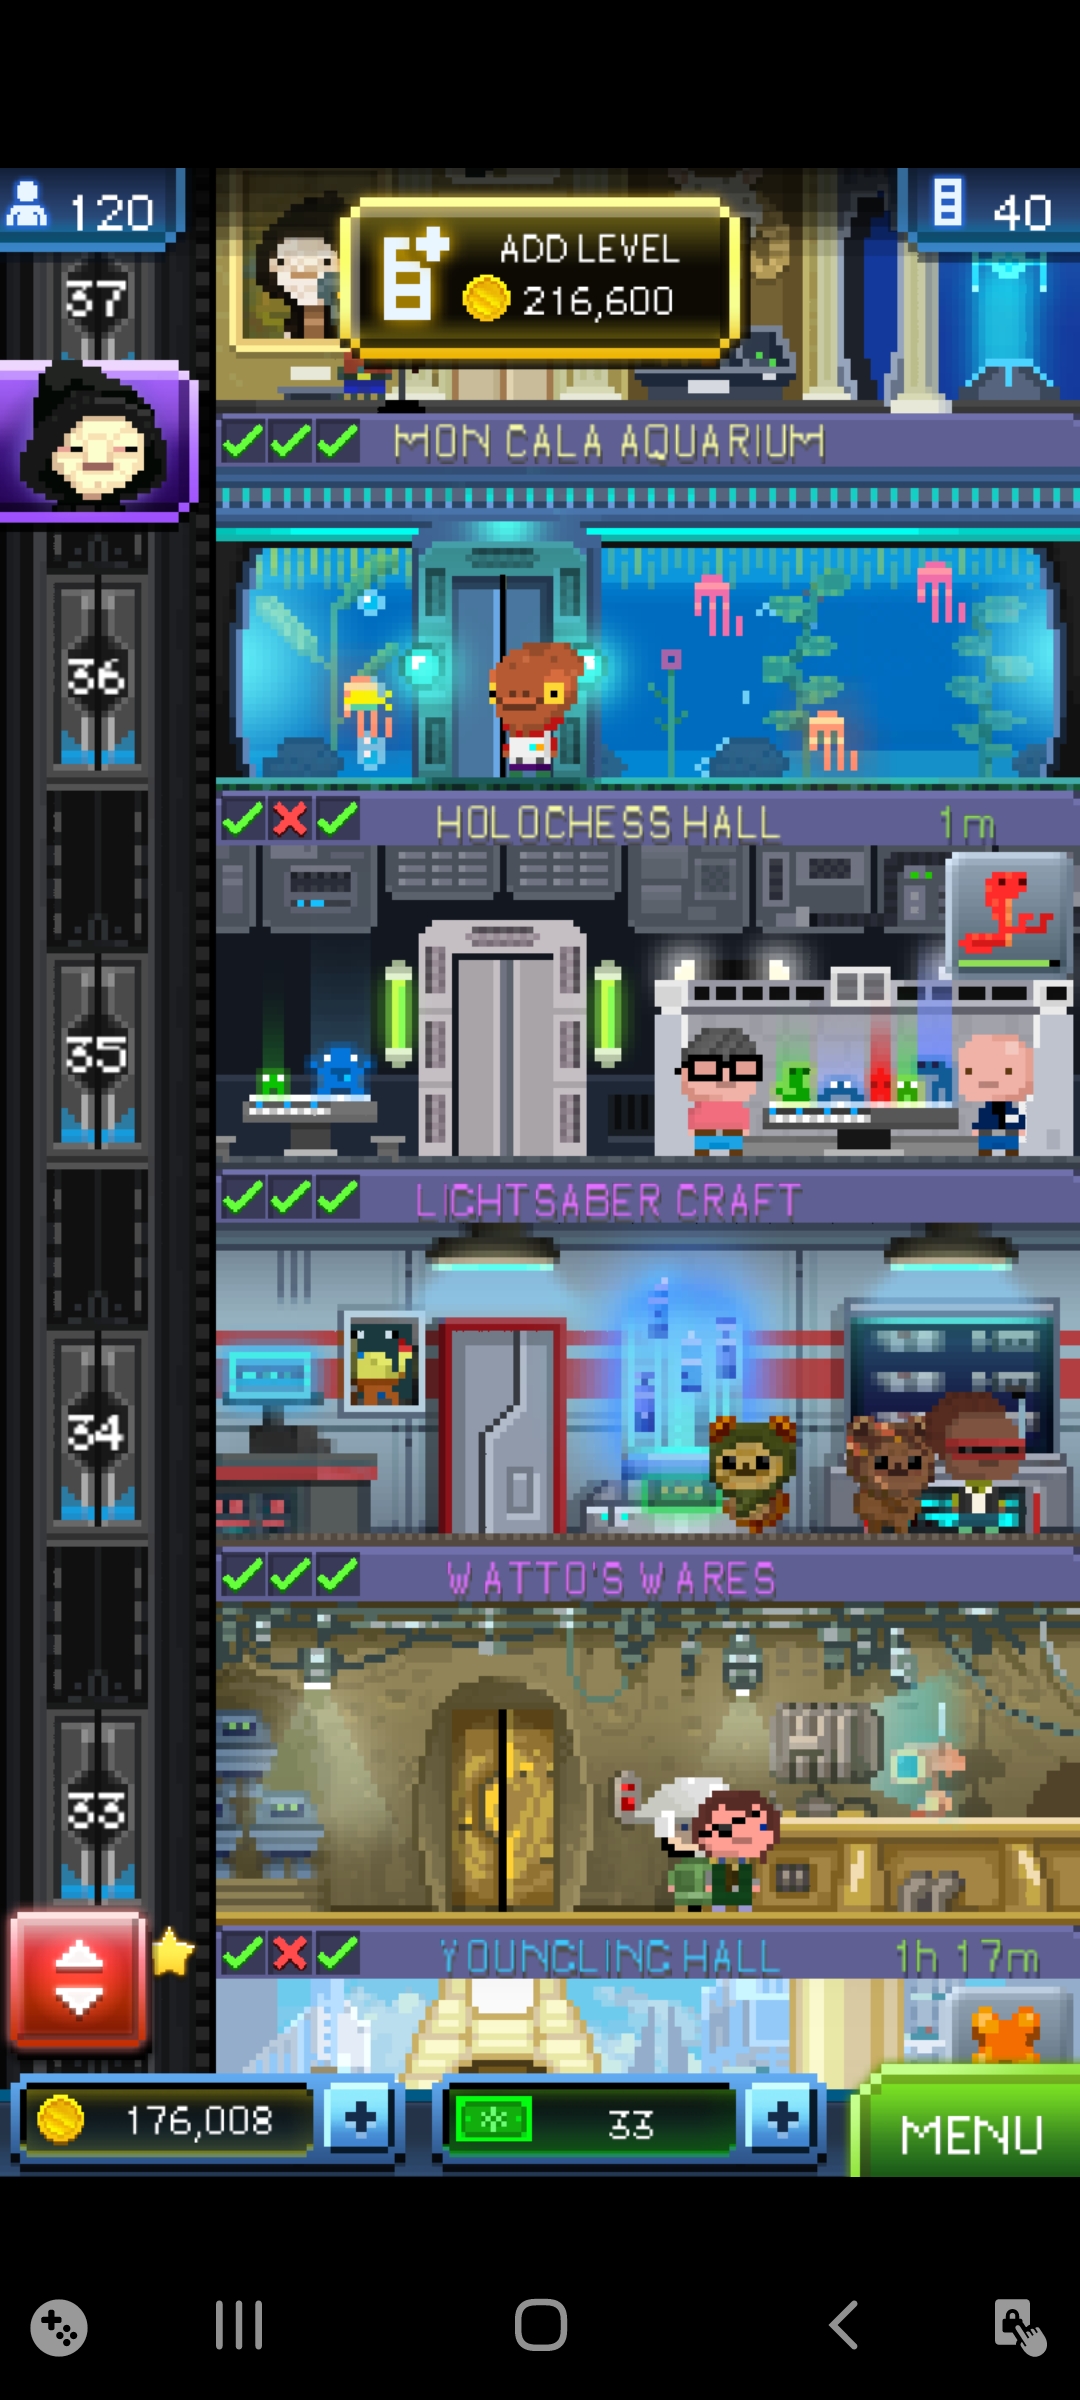 120
ADD LEVEL
216,600
40
37
MON CALA AQUARIUM
36
HOLOCHESS HALL
1m
35
LIGHTSABER CRAFT
34
WATTO'S WARES
33
YOUNGLING HALL
1h 17m
176,008
33
MENU